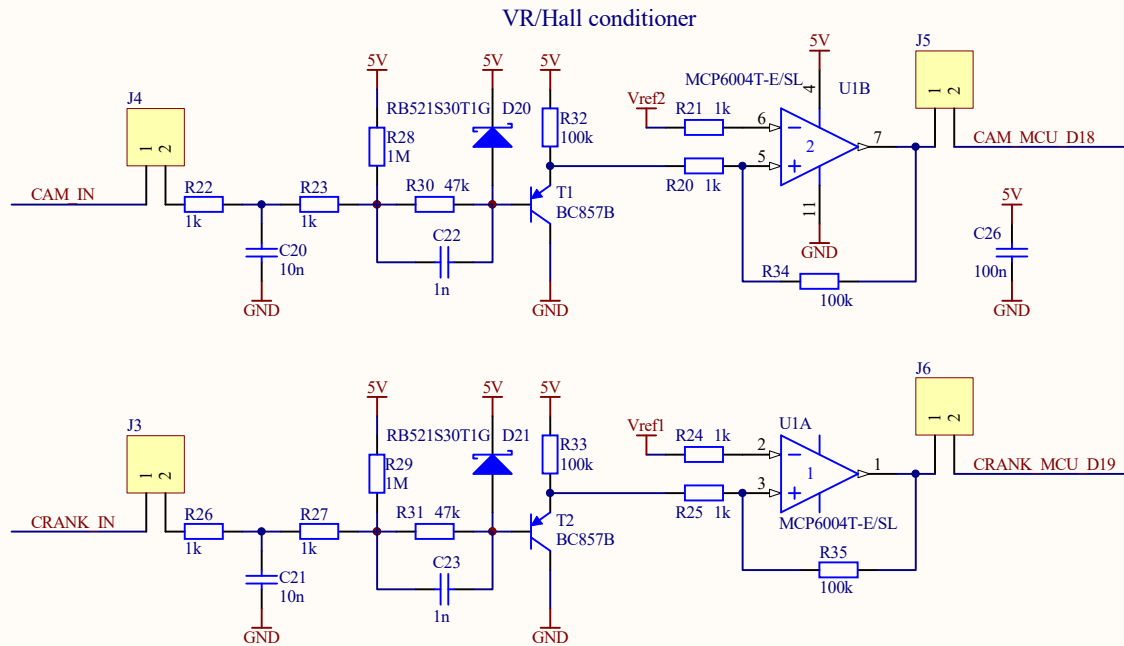 VR/Hall conditioner
5V 5V 5V 5V J5
J4 RB521S30T1G D20 MCP6004T-E/SL U1B
1 2 R28 1M R32 100k Vref2 R21 1k 6 4 2 7 1 2
CAM_IN R22 1k R23 1k R30 47k T1 BC857B R20 1k 5 11 CAM_MCU_D18
C20 10n C22 1n GND 5V
GND GND R34 100k C26 100n
GND
VR
5V 5V 5V J6
J3 RB521S30T1G D21 Vref1 R24 1k U1A
1 2 R29 1M R33 100k 2 1 1 1 2
CRANK_IN R26 1k R27 1k R31 47k T2 BC857B R25 1k 3 MCP6004T-E/SL CRANK_MCU_D19
C21 10n C23 1n R35 100k
GND GND